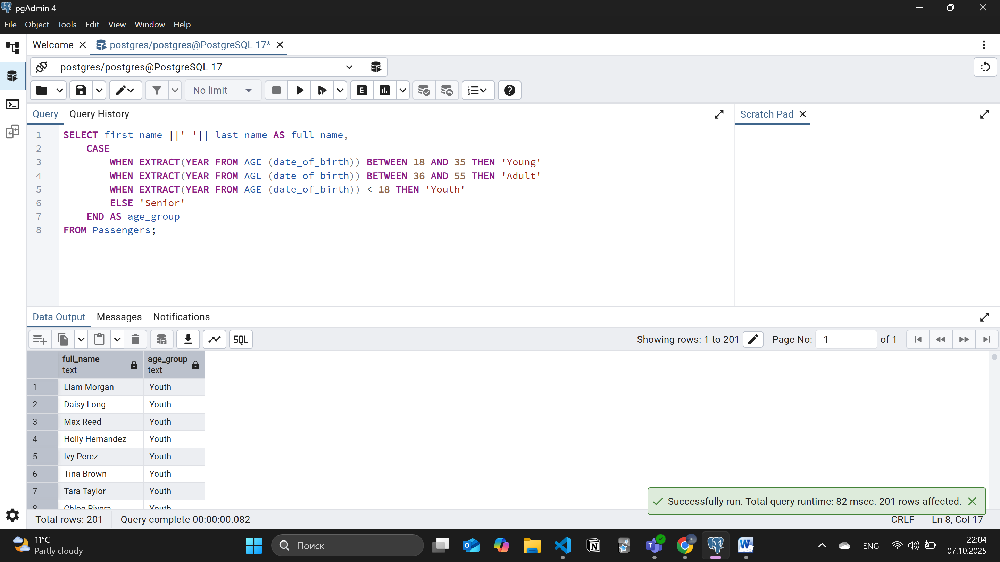 pgAdmin 4
File Object Tools Edit View Window Help
Welcome postgres/postgres@PostgreSQL 17*
postgres/postgres@PostgreSQL 17
No limit
Query Query History
Scratch Pad
1 SELECT first_name ||' '|| last_name AS full_name,
2 CASE
3 WHEN EXTRACT(YEAR FROM AGE (date_of_birth)) BETWEEN 18 AND 35 THEN 'Young'
4 WHEN EXTRACT(YEAR FROM AGE (date_of_birth)) BETWEEN 36 AND 55 THEN 'Adult'
5 WHEN EXTRACT(YEAR FROM AGE (date_of_birth)) < 18 THEN 'Youth'
6 ELSE 'Senior'
7 END AS age_group
8 FROM Passengers;
Data Output Messages Notifications
SQL Showing rows: 1 to 201 Page No: 1 of 1
full_name age_group
text text
1 Liam Morgan Youth
2 Daisy Long Youth
3 Max Reed Youth
4 Holly Hernandez Youth
5 Ivy Perez Youth
6 Tina Brown Youth
7 Tara Taylor Youth
8 Chloe Rivera Youth
Successfully run. Total query runtime: 82 msec. 201 rows affected.
Total rows: 201 Query complete 00:00:00.082 CRLF Ln 8, Col 17
11°C
Partly cloudy
Поиск
ENG
22:04
07.10.2025